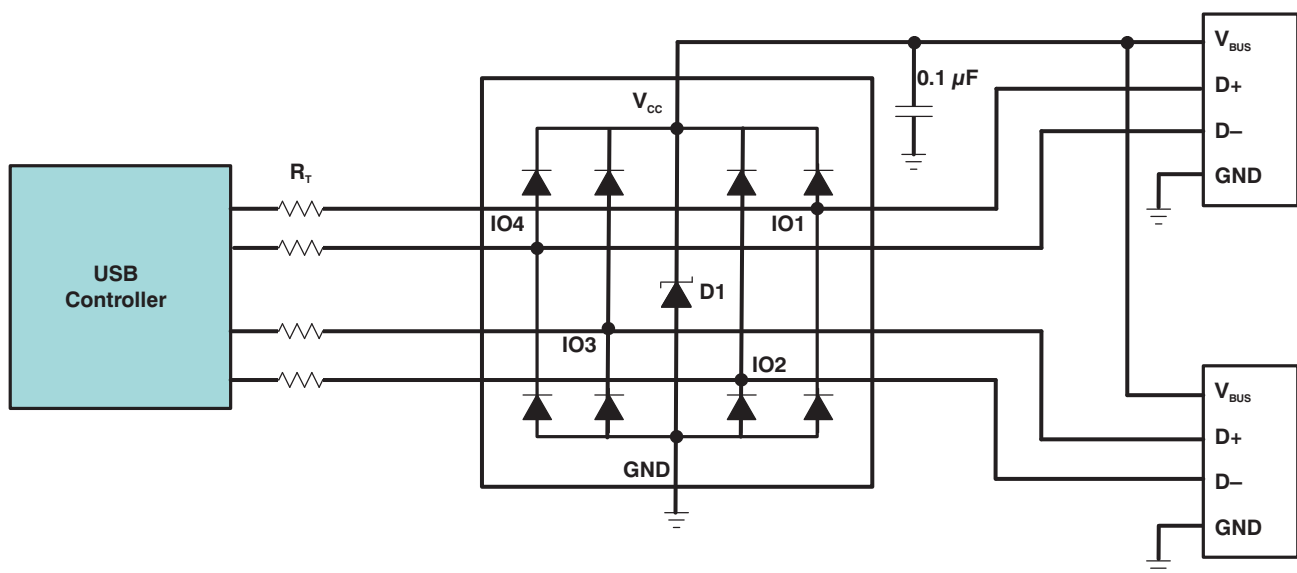 V_BUS
0.1 µF
D+
V_CC
D–
R_T
GND
IO4
IO1
USB
Controller
D1
IO3
IO2
V_BUS
D+
GND
D–
GND